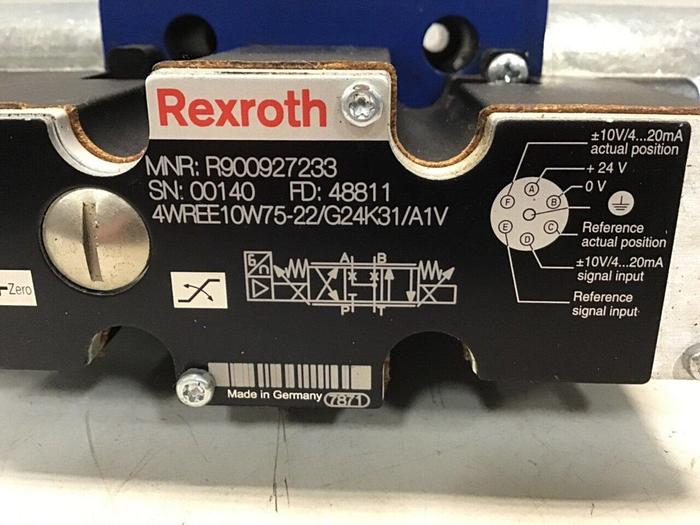 Rexroth
MNR: R900927233
SN: 00140 FD: 48811
4WREE10W75-22/G24K31/A1V
Zero
A B
P T
Made in Germany 7871
±10V/4...20mA
actual position
+ 24 V
0 V
Reference
actual position
±10V/4...20mA
signal input
Reference
signal input
A
F B
E C
D